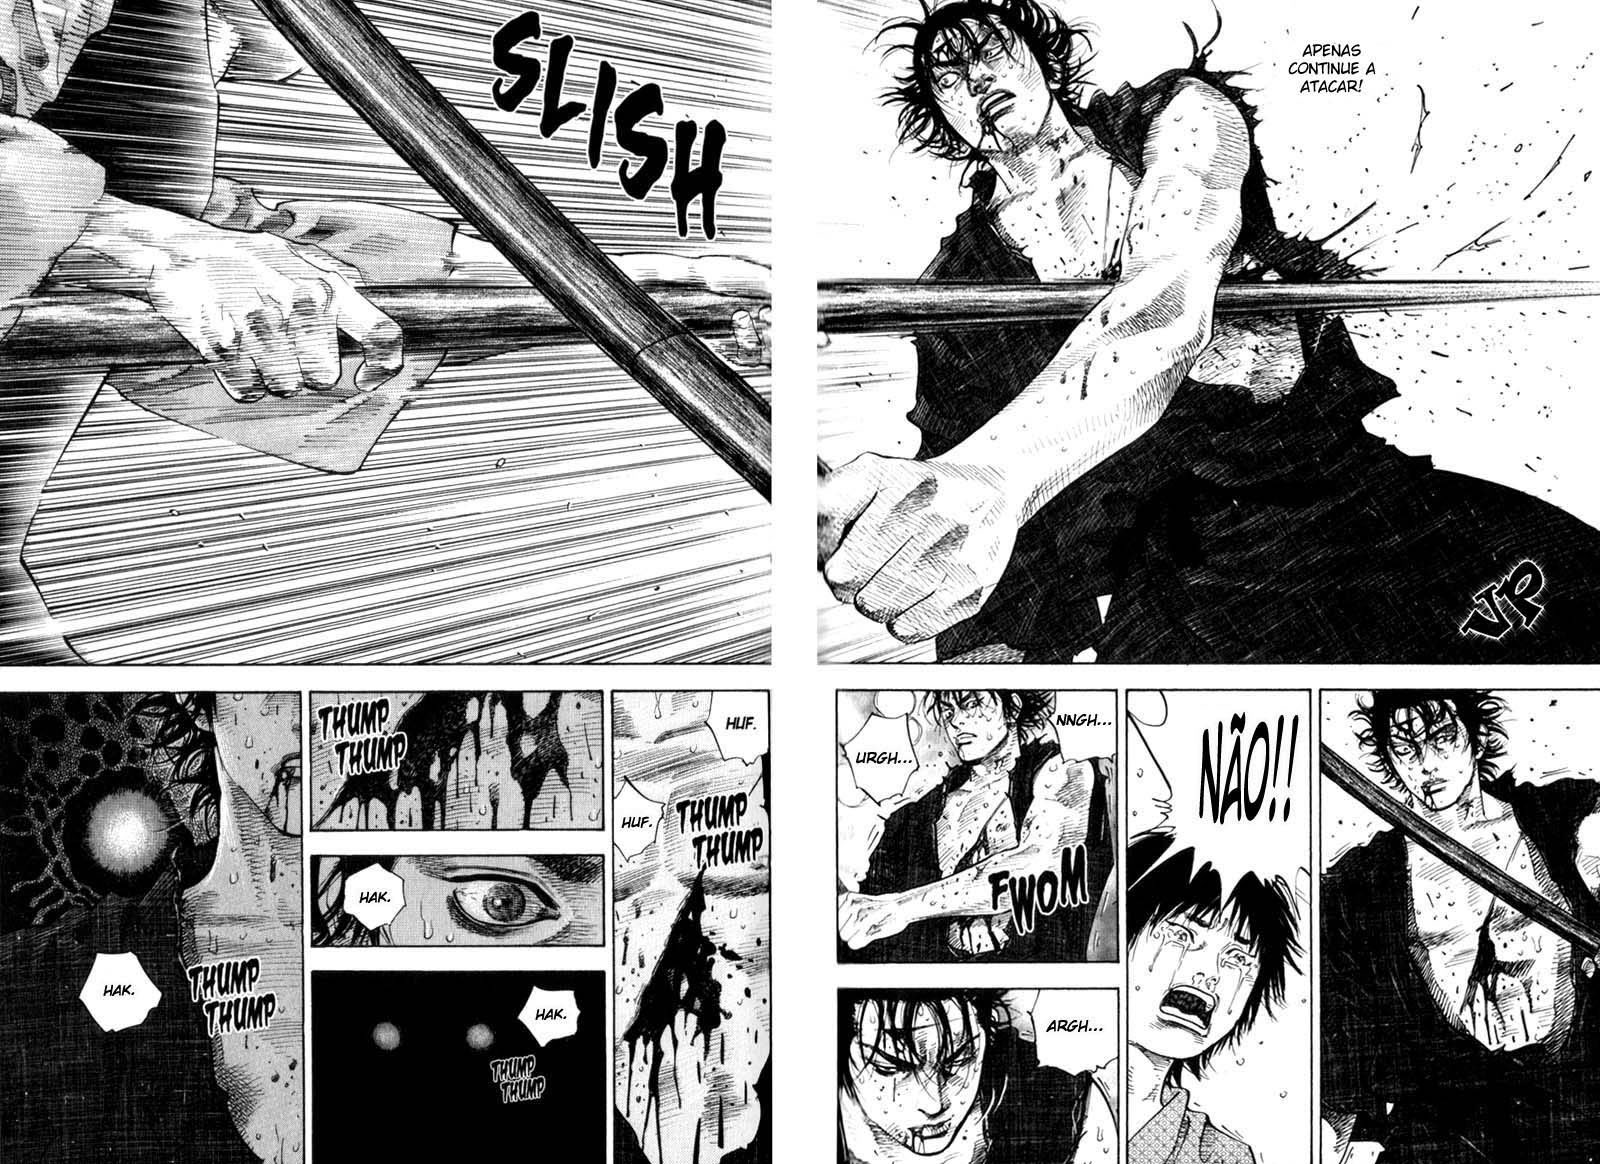 APENAS
CONTINUE A
ATACAR!
SLISH
NÃO!!
NNGH...
URGH...
FWOM
ARGH...
HUF.
HUF.
THUMP
THUMP
THUMP
THUMP
HAK.
HAK.
THUMP
THUMP
HAK.
THUMP
THUMP